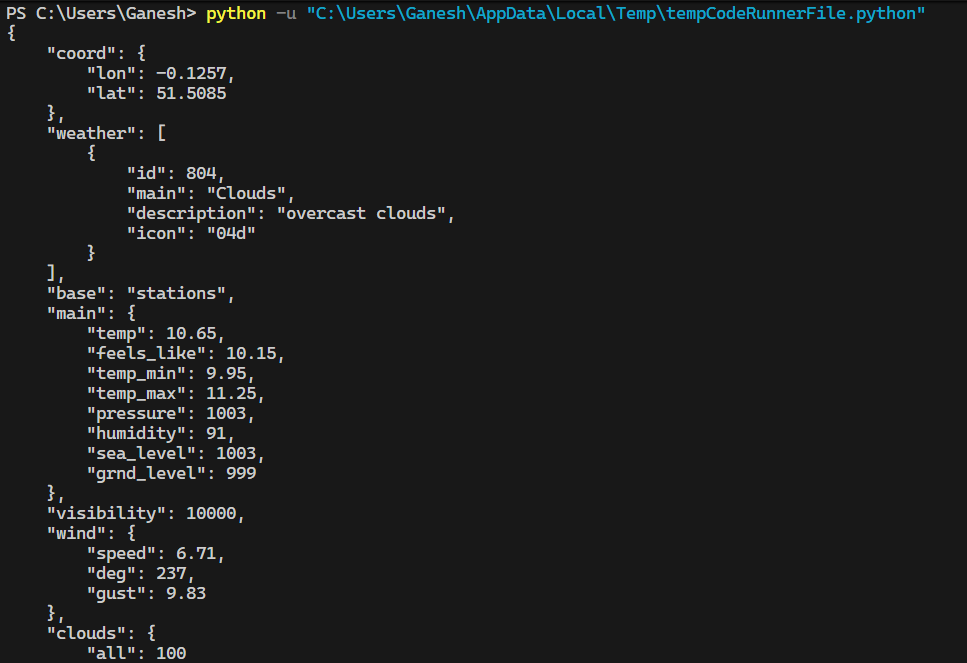 PS C:\Users\Ganesh> python -u "C:\Users\Ganesh\AppData\Local\Temp\tempCodeRunnerFile.python"
{
    "coord": {
        "lon": -0.1257,
        "lat": 51.5085
    },
    "weather": [
        {
            "id": 804,
            "main": "Clouds",
            "description": "overcast clouds",
            "icon": "04d"
        }
    ],
    "base": "stations",
    "main": {
        "temp": 10.65,
        "feels_like": 10.15,
        "temp_min": 9.95,
        "temp_max": 11.25,
        "pressure": 1003,
        "humidity": 91,
        "sea_level": 1003,
        "grnd_level": 999
    },
    "visibility": 10000,
    "wind": {
        "speed": 6.71,
        "deg": 237,
        "gust": 9.83
    },
    "clouds": {
        "all": 100